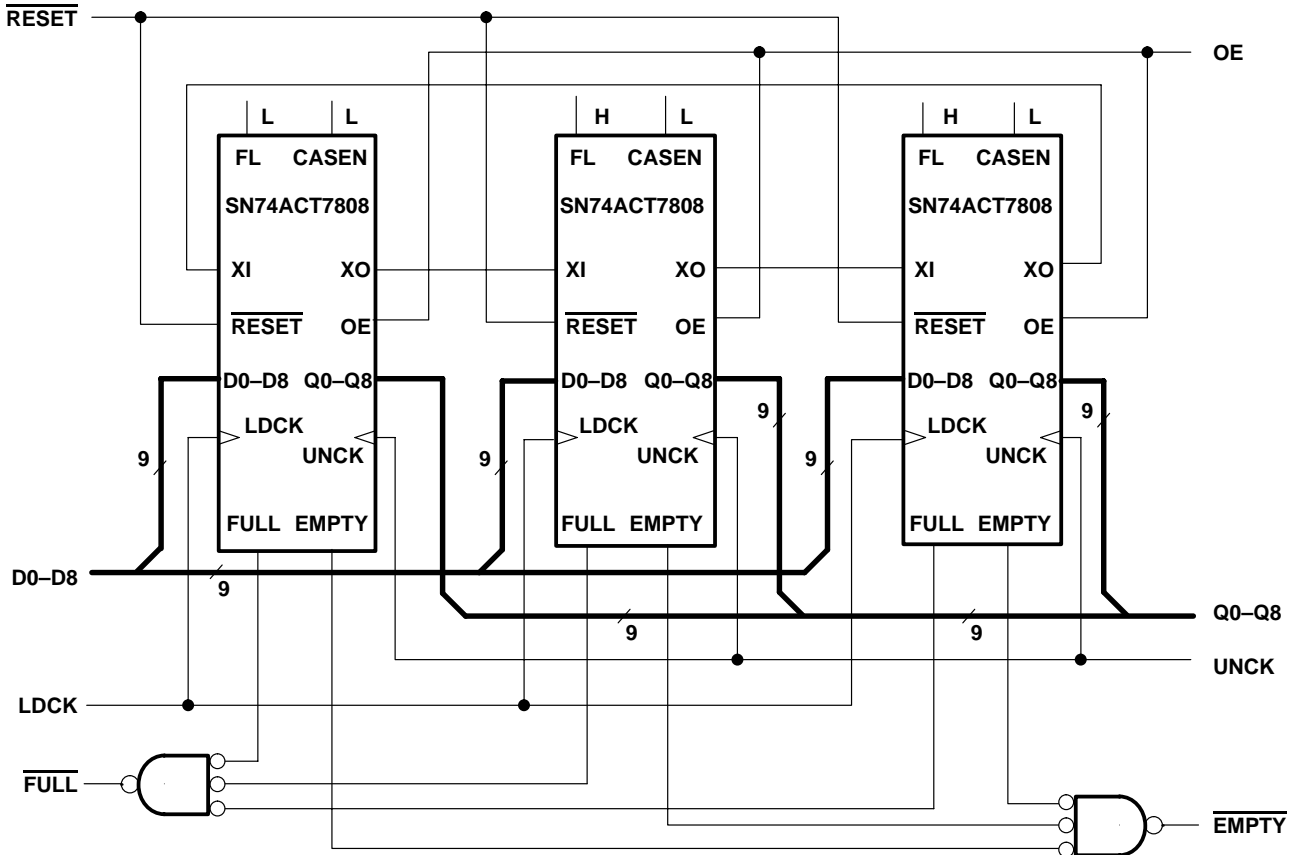 RESET
OE
L L
H L
H L
FL CASEN
FL CASEN
FL CASEN
SN74ACT7808
SN74ACT7808
SN74ACT7808
XI XO
XI XO
XI XO
RESET OE
RESET OE
RESET OE
D0–D8 Q0–Q8
D0–D8 Q0–Q8
D0–D8 Q0–Q8
9
9
LDCK
LDCK
LDCK
UNCK
UNCK
UNCK
9
9
9
FULL EMPTY
FULL EMPTY
FULL EMPTY
D0–D8
9
Q0–Q8
9
9
UNCK
LDCK
FULL
EMPTY